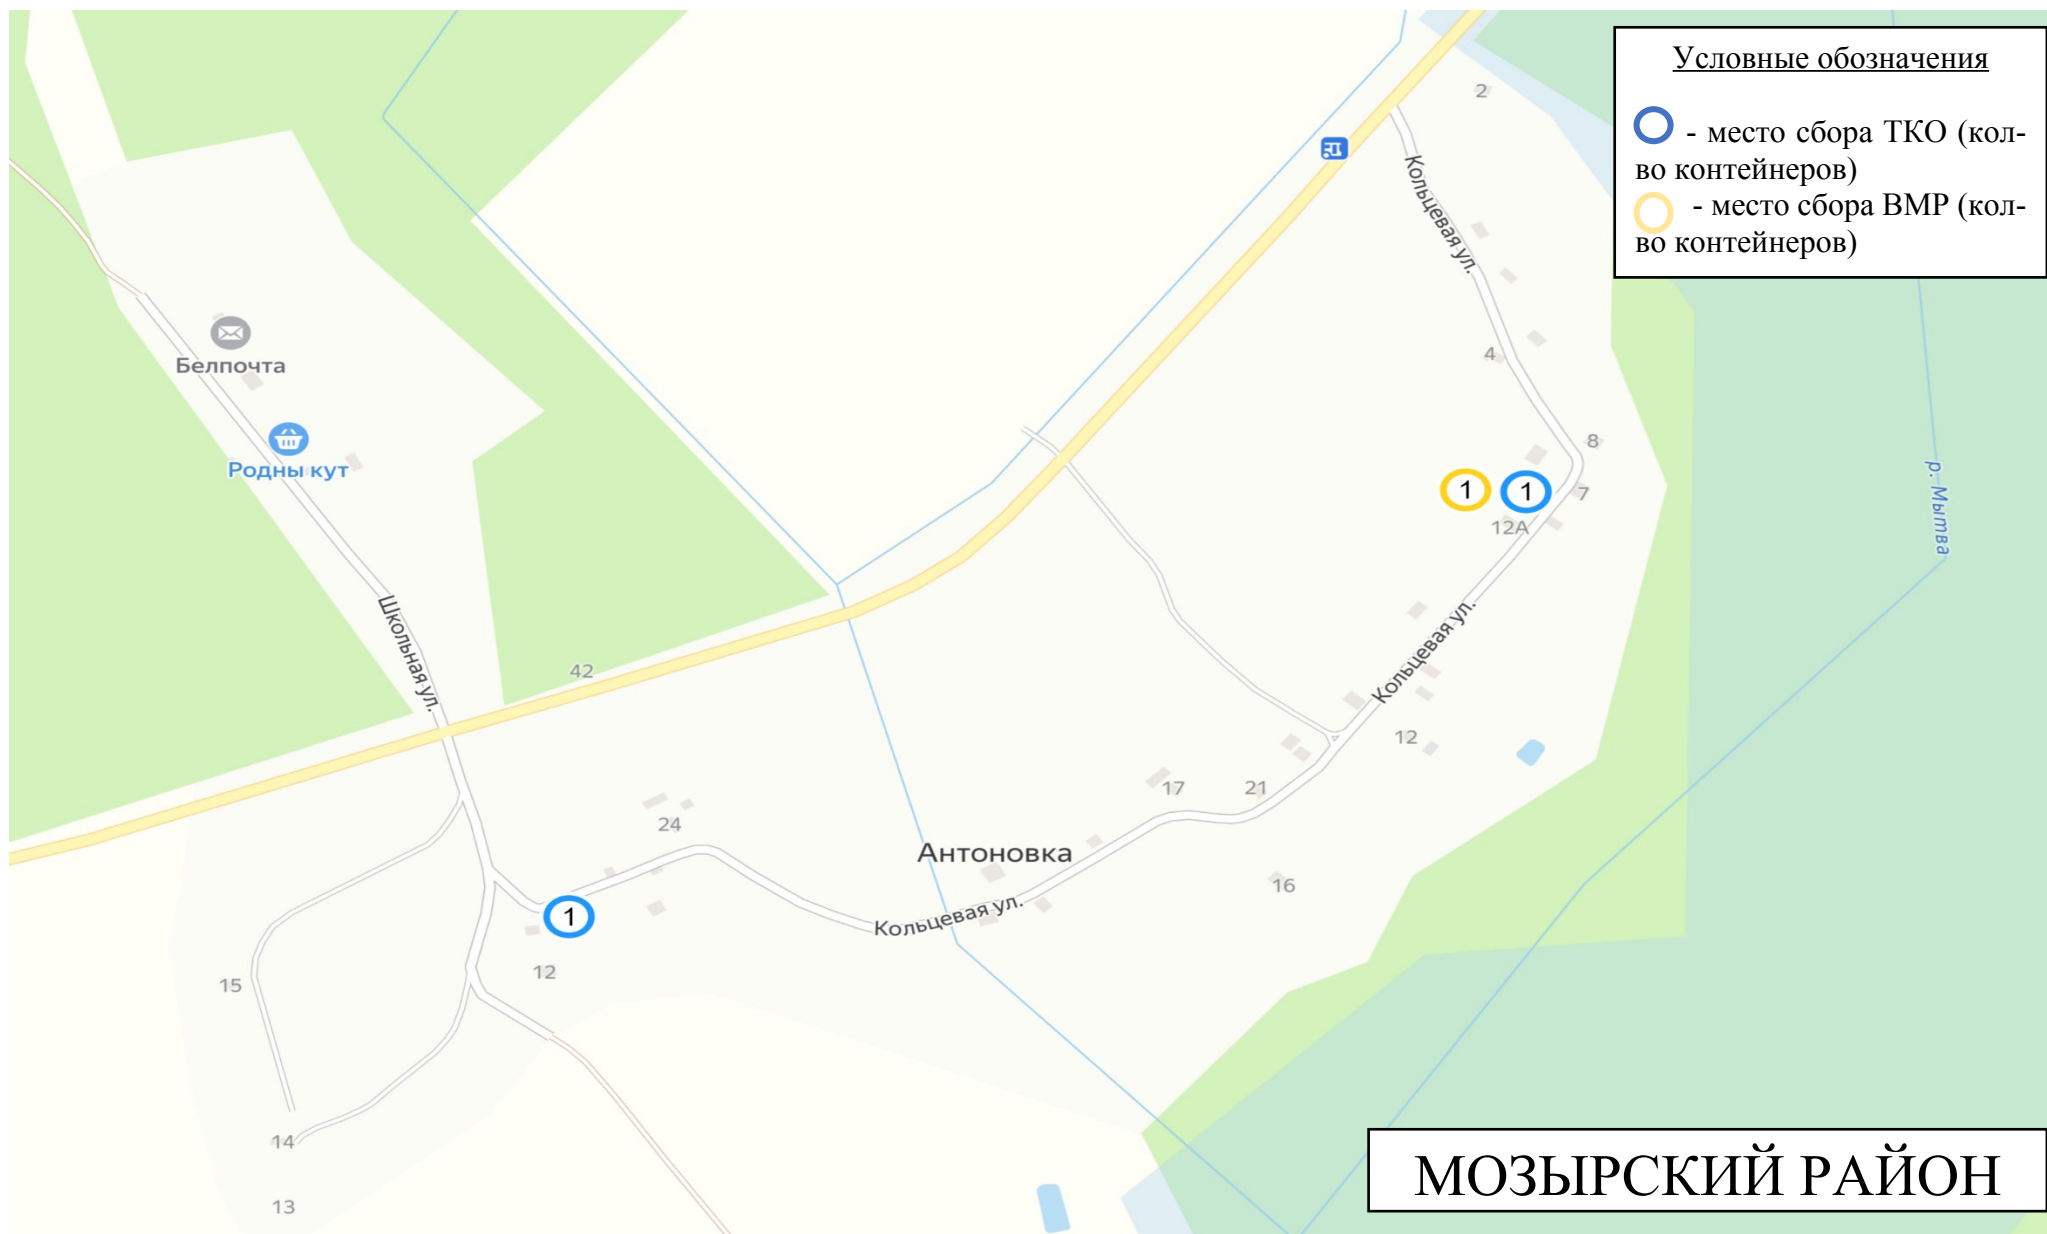 Условные обозначения
- место сбора ТКО (кол-
во контейнеров)
- место сбора ВМР (кол-
во контейнеров)
2
Кольцевая ул.
Белпочта
4
Родны кут
8
1
1
7
12А
р. Мытва
Школьная ул.
Кольцевая ул.
42
12
17
21
24
Антоновка
16
Кольцевая ул.
1
12
15
14
13
МОЗЫРСКИЙ РАЙОН